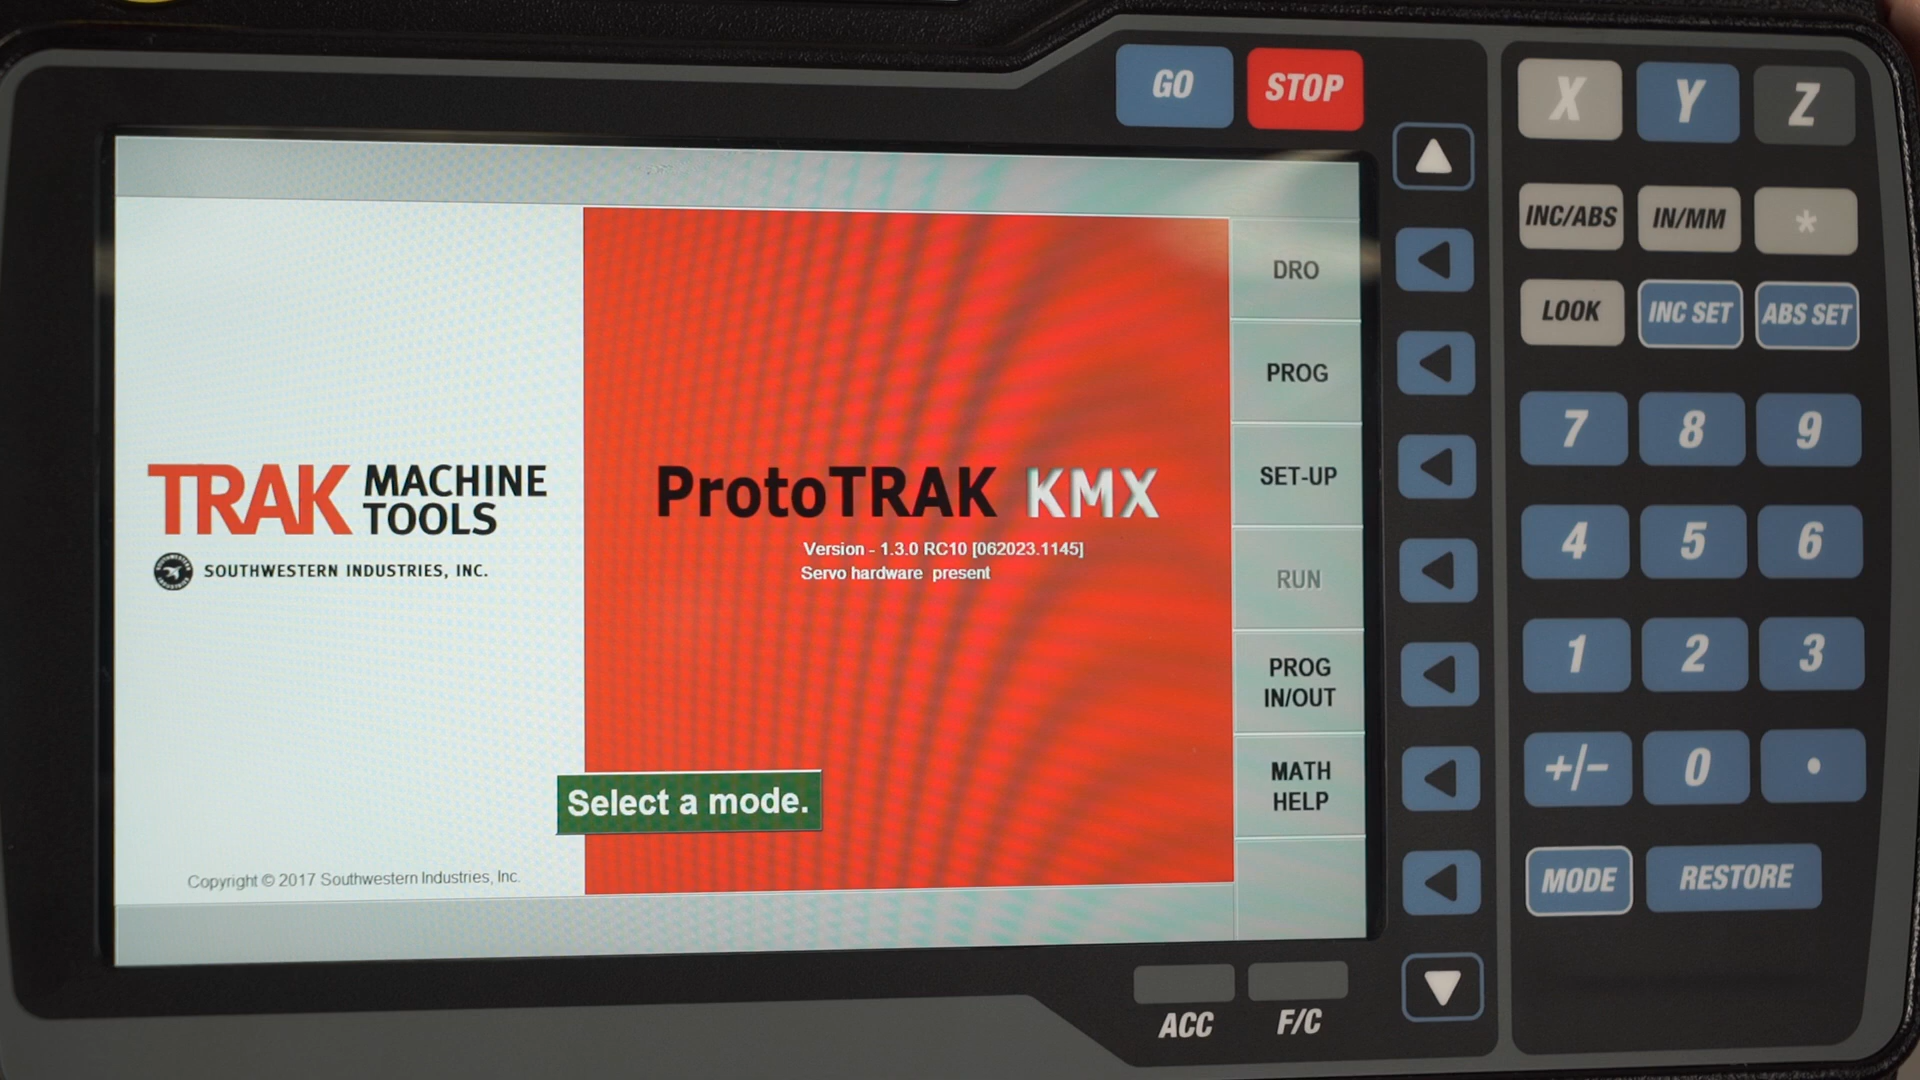 GO
STOP
X
Y
Z
INC/ABS
IN/MM
*
LOOK
INC SET
ABS SET
7
8
9
4
5
6
1
2
3
+/-
0
.
MODE
RESTORE
DRO
PROG
SET-UP
RUN
PROG
IN/OUT
MATH
HELP
TRAK
MACHINE
TOOLS
SOUTHWESTERN INDUSTRIES, INC.
ProtoTRAK KMX
Version - 1.3.0 RC10 [062023.1145]
Servo hardware present
Select a mode.
Copyright © 2017 Southwestern Industries, Inc.
ACC
F/C